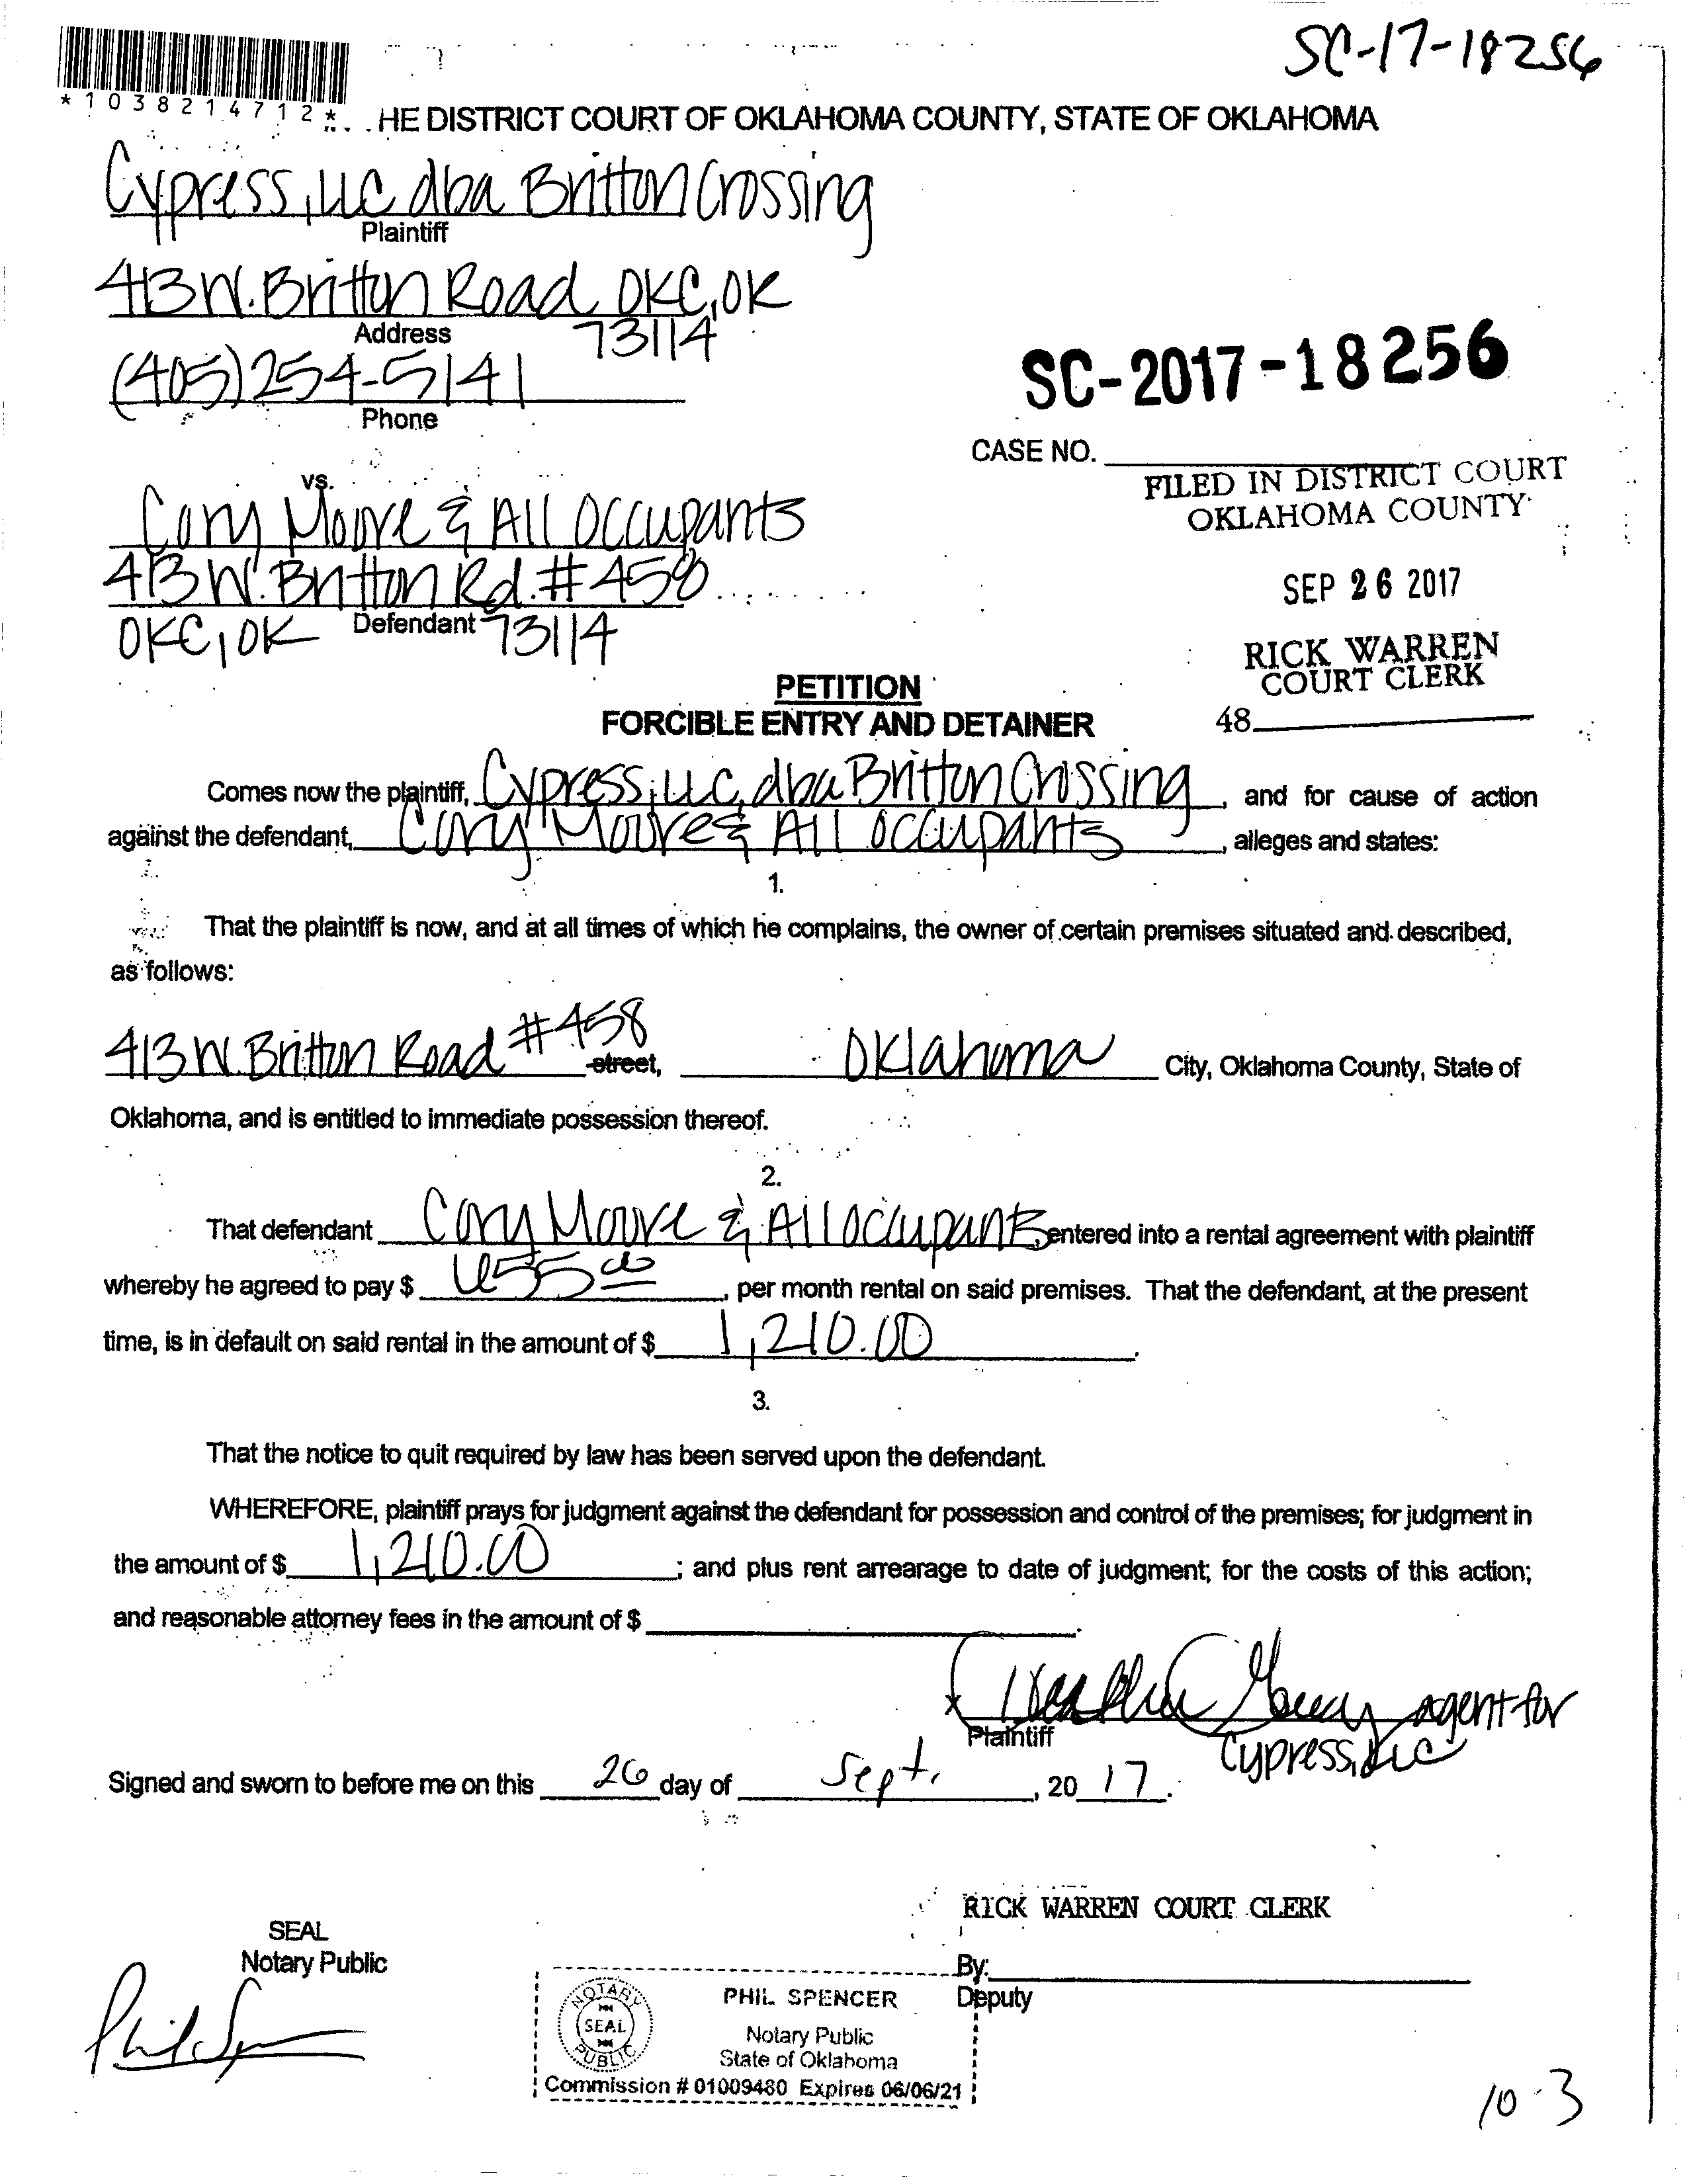 SC-17-18256
*1038214712*
HE DISTRICT COURT OF OKLAHOMA COUNTY, STATE OF OKLAHOMA
Cypress, LLC dba Britton Crossing
Plaintiff
413 W. Britton Road OKC, OK
Address 73114
(405) 254-5141
Phone
SC-2017-18256
CASE NO.
FILED IN DISTRICT COURT
OKLAHOMA COUNTY
SEP 26 2017
RICK WARREN
COURT CLERK
48
vs.
Cory Moore & All Occupants
413 W. Britton Rd. #458
OKC, OK Defendant 73114
PETITION
FORCIBLE ENTRY AND DETAINER
Comes now the plaintiff, Cypress, LLC, dba Britton Crossing, and for cause of action
against the defendant, Cory Moore & All Occupants, alleges and states:
1.
That the plaintiff is now, and at all times of which he complains, the owner of certain premises situated and described,
as follows:
413 W. Britton Road #458 street, Oklahoma City, Oklahoma County, State of
Oklahoma, and is entitled to immediate possession thereof.
2.
That defendant Cory Moore & All Occupants entered into a rental agreement with plaintiff
whereby he agreed to pay $ 655 00, per month rental on said premises. That the defendant, at the present
time, is in default on said rental in the amount of $ 1,210.00.
3.
That the notice to quit required by law has been served upon the defendant.
WHEREFORE, plaintiff prays for judgment against the defendant for possession and control of the premises; for judgment in
the amount of $ 1,210.00; and plus rent arrearage to date of judgment; for the costs of this action;
and reasonable attorney fees in the amount of $
x agent for
Plaintiff Cypress, LLC
Signed and sworn to before me on this 26 day of Sept., 20 17.
RICK WARREN COURT CLERK
SEAL
Notary Public
By:
Deputy
NOTARY
SEAL
PUBLIC
PHIL SPENCER
Notary Public
State of Oklahoma
Commission # 01009480 Expires 06/06/21
10-3